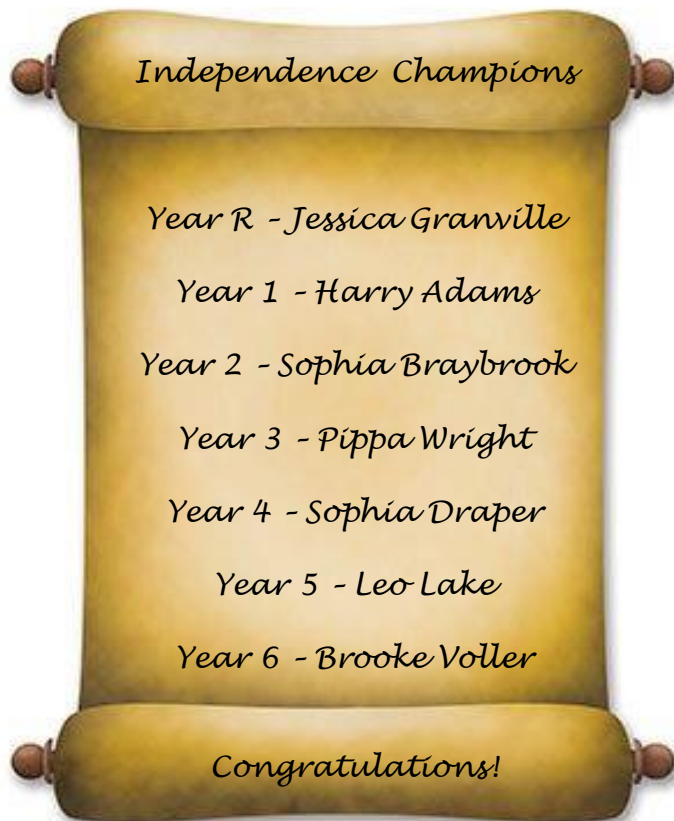 Independence Champions
Year R – Jessica Granville
Year 1 – Harry Adams
Year 2 – Sophia Braybrook
Year 3 – Pippa Wright
Year 4 – Sophia Draper
Year 5 – Leo Lake
Year 6 – Brooke Voller
Congratulations!